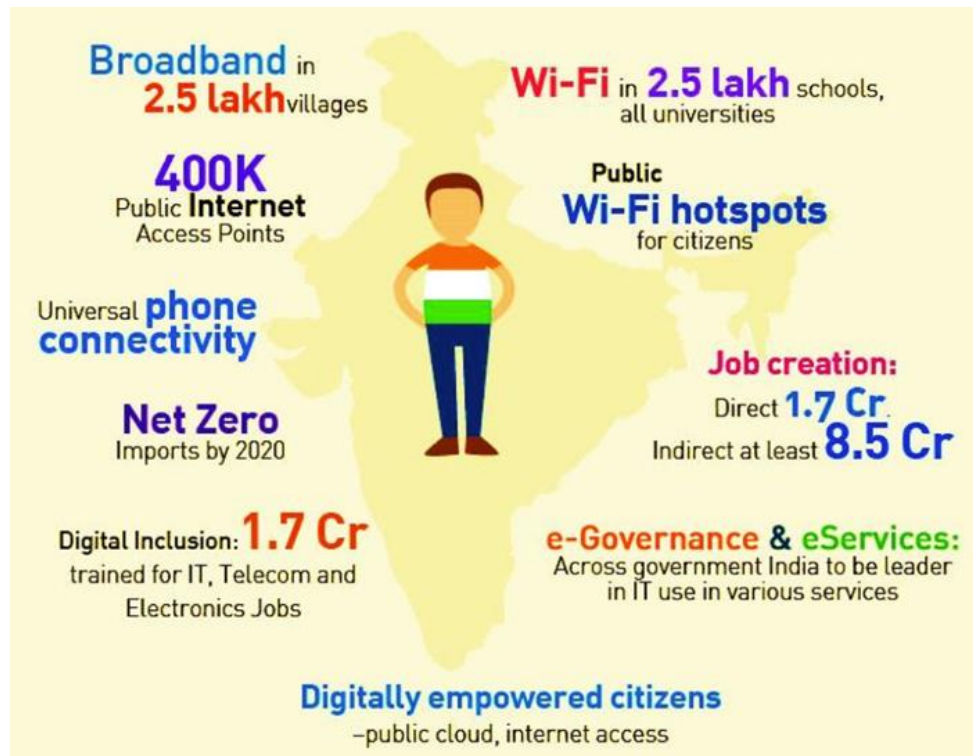 Broadband in
2.5 lakh villages
Wi-Fi in 2.5 lakh schools,
all universities
400K
Public Internet
Access Points
Public
Wi-Fi hotspots
for citizens
Universal phone
connectivity
Job creation:
Direct 1.7 Cr.
Indirect at least 8.5 Cr
Net Zero
Imports by 2020
Digital Inclusion: 1.7 Cr
trained for IT, Telecom and
Electronics Jobs
e-Governance & eServices:
Across government India to be leader
in IT use in various services
Digitally empowered citizens
–public cloud, internet access